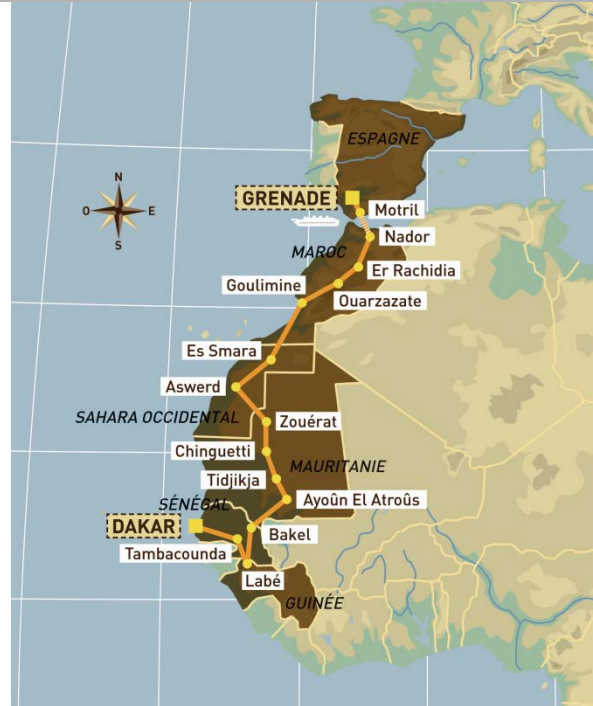 ESPAGNE
N
O
E
S
GRENADE
Motril
Nador
MAROC
Er Rachidia
Goulimine
Ouarzazate
Es Smara
Aswerd
SAHARA OCCIDENTAL
Zouérat
Chinguetti
MAURITANIE
Tidjikja
Ayoûn El Atroûs
SÉNÉGAL
DAKAR
Bakel
Tambacounda
Labé
GUINÉE